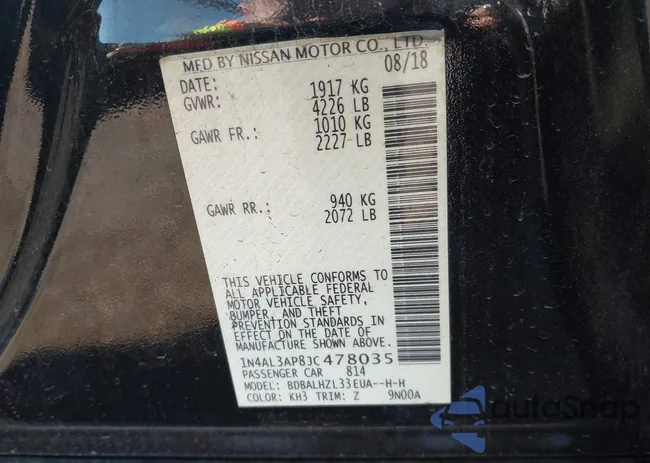 MFD BY NISSAN MOTOR CO., LTD.
DATE: 08/18
GVWR: 1917 KG
4226 LB
GAWR FR.: 1010 KG
2227 LB
GAWR RR.: 940 KG
2072 LB
THIS VEHICLE CONFORMS TO
ALL APPLICABLE FEDERAL
MOTOR VEHICLE SAFETY,
BUMPER, AND THEFT
PREVENTION STANDARDS IN
EFFECT ON THE DATE OF
MANUFACTURE SHOWN ABOVE.
1N4AL3AP8JC478035
PASSENGER CAR 814
MODEL: BDBALHZL33EUA--H-H
COLOR: KH3 TRIM: Z 9N00A
autoSnap